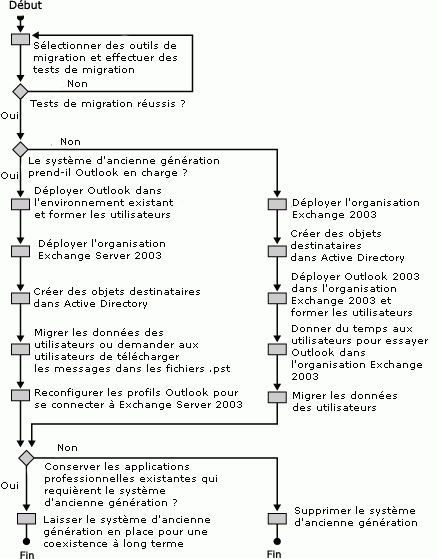 Début
Sélectionner des outils de
migration et effectuer des
tests de migration
Non
Tests de migration réussis ?
Oui
Non
Le système d'ancienne génération
prend-il Outlook en charge ?
Oui
Déployer Outlook dans
l'environnement existant
et former les utilisateurs
Déployer l'organisation
Exchange Server 2003
Créer des objets destinataires
dans Active Directory
Migrer les données des
utilisateurs ou demander aux
utilisateurs de télécharger
les messages dans les fichiers .pst
Reconfigurer les profils Outlook pour
se connecter à Exchange Server 2003
Déployer l'organisation
Exchange 2003
Créer des objets
destinataires
dans Active Directory
Déployer Outlook 2003
dans l'organisation
Exchange 2003 et
former les utilisateurs
Donner du temps aux
utilisateurs pour essayer
Outlook dans
l'organisation Exchange
2003
Migrer les données
des utilisateurs
Non
Conserver les applications
professionnelles existantes qui
requièrent le système
d'ancienne génération ?
Oui
Laisser le système d'ancienne
génération en place pour une
coexistence à long terme
Fin
Supprimer le système
d'ancienne génération
Fin